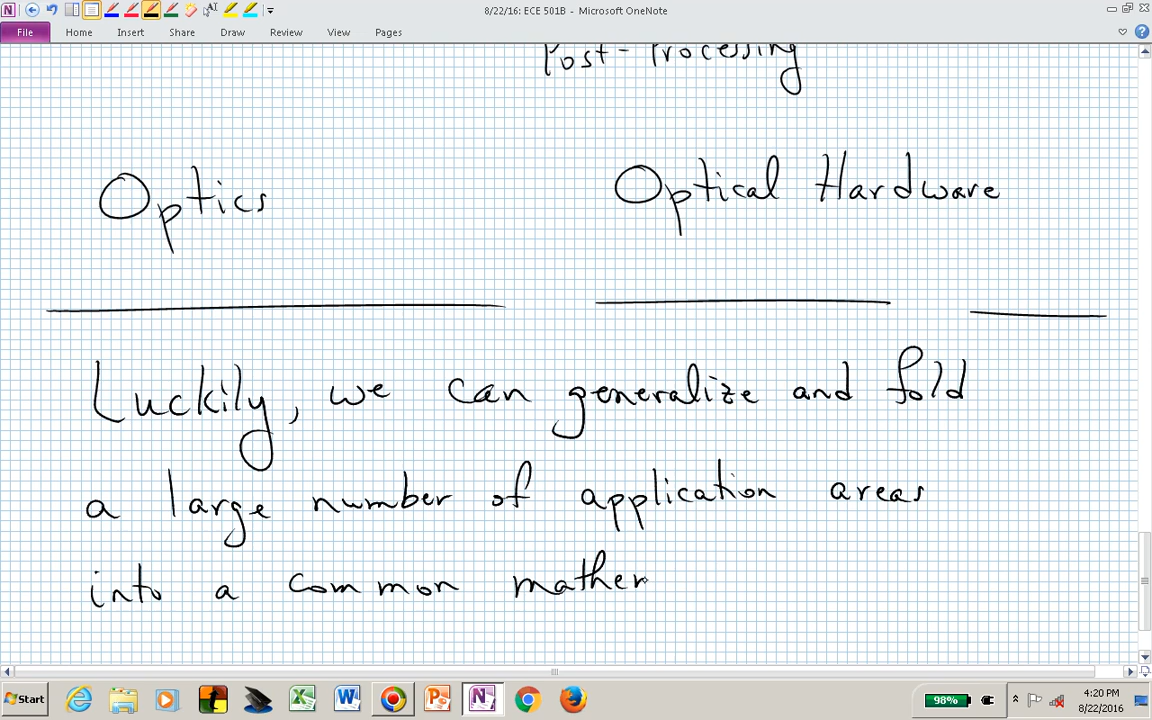 8/22/16: ECE 501B - Microsoft OneNote
File Home Insert Share Draw Review View Pages
Post-Processing
Optics Optical Hardware
Luckily, we can generalize and fold
a large number of application areas
into a common mather
Start
98%
4:20 PM
8/22/2016